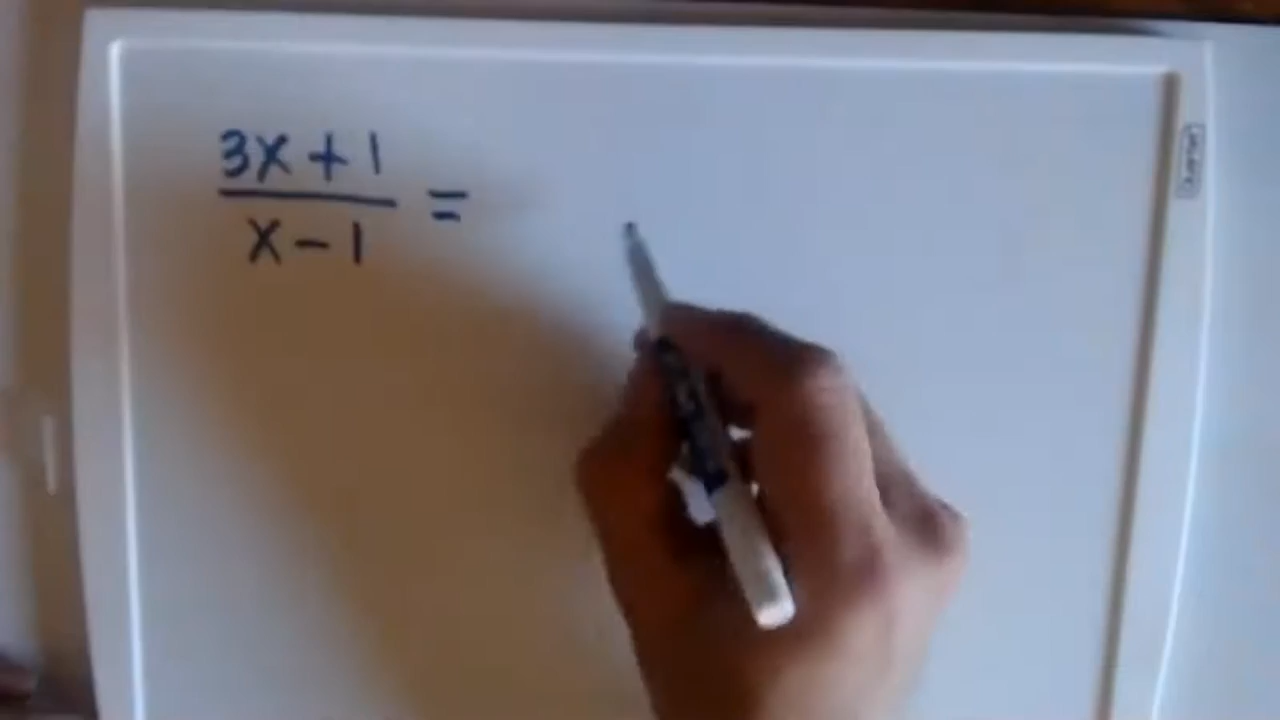 3x + 1
x - 1 =